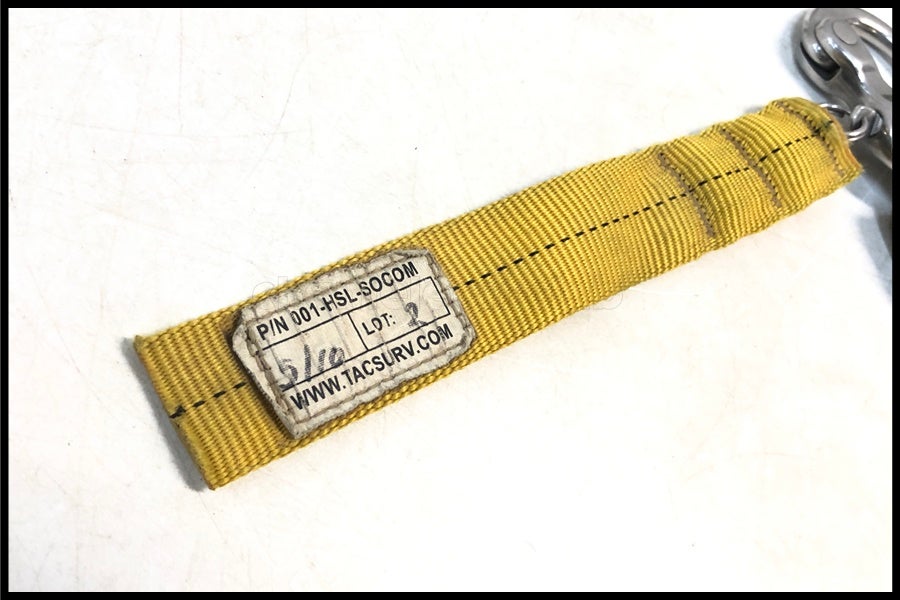 P/N 001-HSL-SOCOM
5/10 LOT: 2
WWW.TACSURV.COM